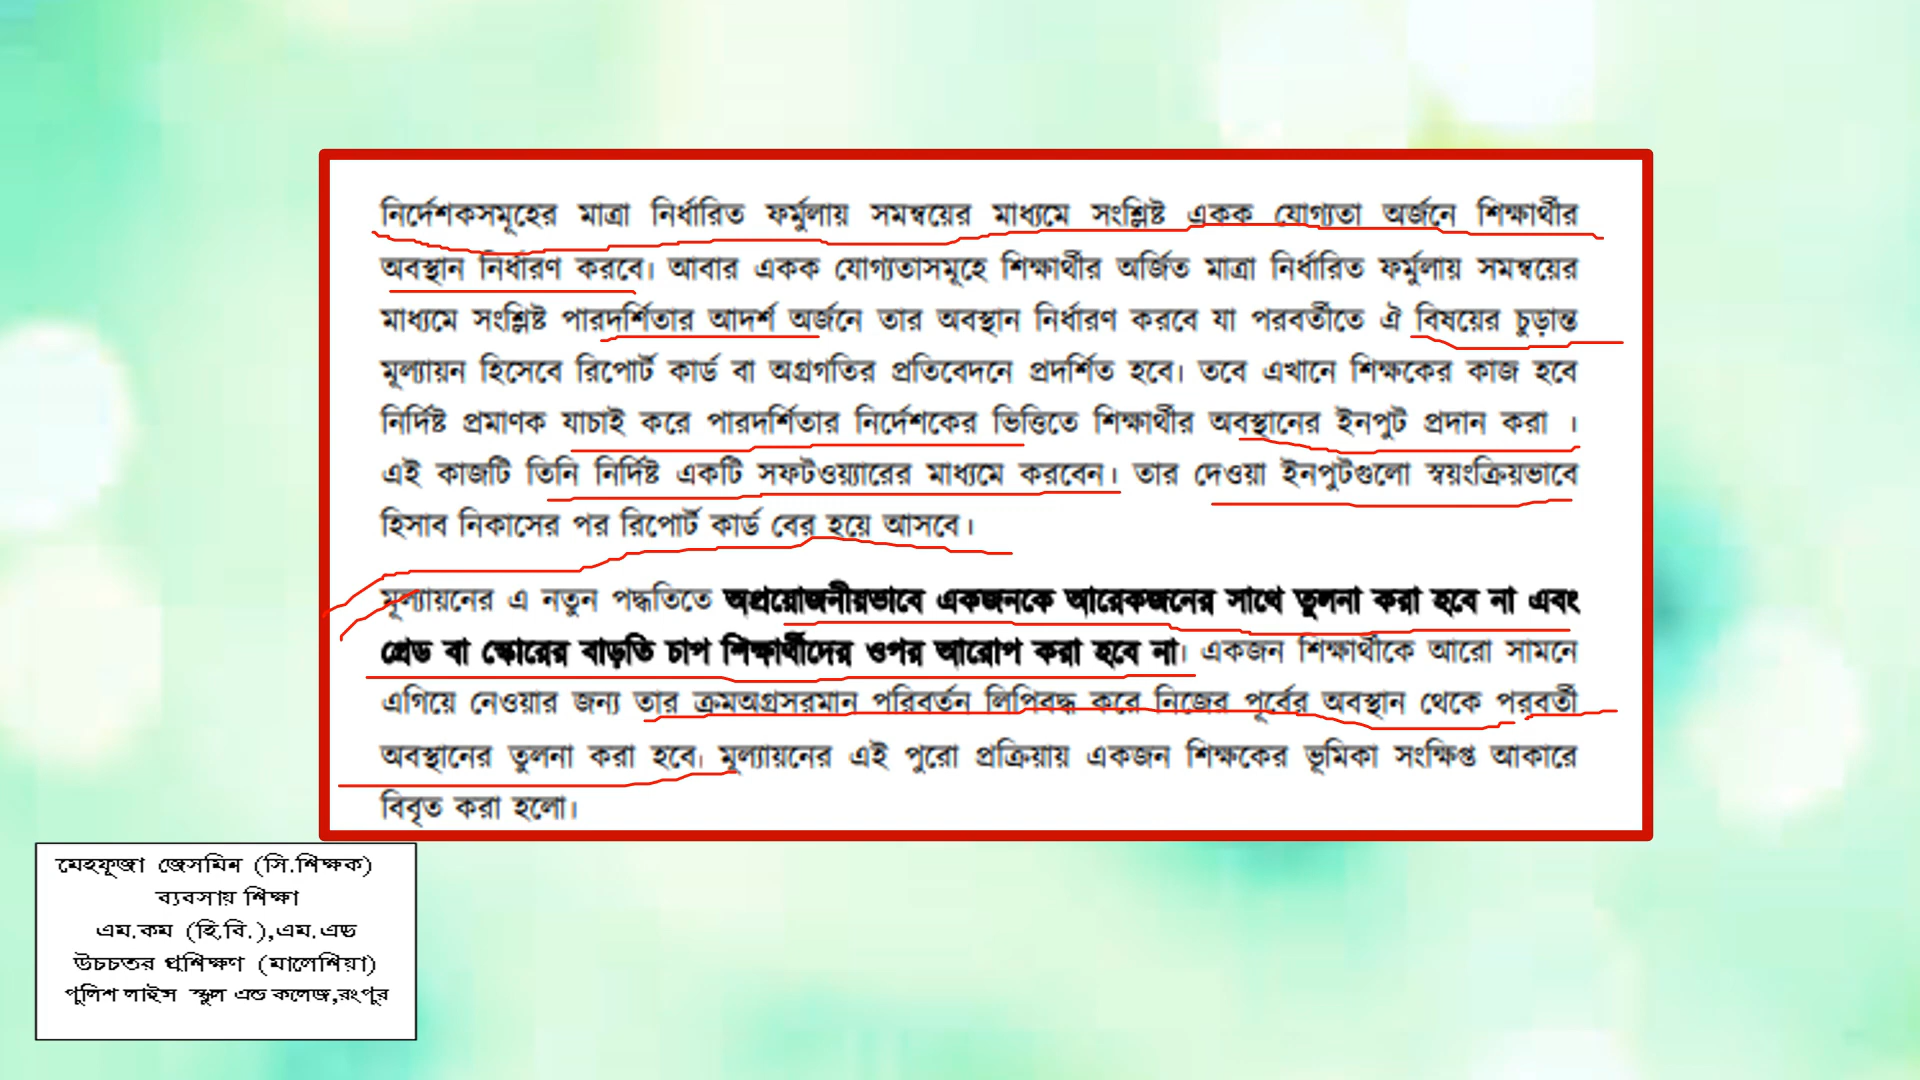 নির্দেশকসমূহের মাত্রা নির্ধারিত ফর্মুলায় সমন্বয়ের মাধ্যমে সংশ্লিষ্ট একক যোগ্যতা অর্জনে শিক্ষার্থীর
অবস্থান নির্ধারণ করবে। আবার একক যোগ্যতাসমূহে শিক্ষার্থীর অর্জিত মাত্রা নির্ধারিত ফর্মুলায় সমন্বয়ের
মাধ্যমে সংশ্লিষ্ট পারদর্শিতার আদর্শ অর্জনে তার অবস্থান নির্ধারণ করবে যা পরবর্তীতে ঐ বিষয়ের চুড়ান্ত
মূল্যায়ন হিসেবে রিপোর্ট কার্ড বা অগ্রগতির প্রতিবেদনে প্রদর্শিত হবে। তবে এখানে শিক্ষকের কাজ হবে
নির্দিষ্ট প্রমাণক যাচাই করে পারদর্শিতার নির্দেশকের ভিত্তিতে শিক্ষার্থীর অবস্থানের ইনপুট প্রদান করা ।
এই কাজটি তিনি নির্দিষ্ট একটি সফটওয়্যারের মাধ্যমে করবেন। তার দেওয়া ইনপুটগুলো স্বয়ংক্রিয়ভাবে
হিসাব নিকাসের পর রিপোর্ট কার্ড বের হয়ে আসবে।
মূল্যায়নের এ নতুন পদ্ধতিতে অপ্রয়োজনীয়ভাবে একজনকে আরেকজনের সাথে তুলনা করা হবে না এবং
গ্রেড বা স্কোরের বাড়তি চাপ শিক্ষার্থীদের ওপর আরোপ করা হবে না। একজন শিক্ষার্থীকে আরো সামনে
এগিয়ে নেওয়ার জন্য তার ক্রমঅগ্রসরমান পরিবর্তন লিপিবদ্ধ করে নিজের পূর্বের অবস্থান থেকে পরবর্তী
অবস্থানের তুলনা করা হবে। মূল্যায়নের এই পুরো প্রক্রিয়ায় একজন শিক্ষকের ভূমিকা সংক্ষিপ্ত আকারে
বিবৃত করা হলো।
মেহফূজা জেসমিন (সি.শিক্ষক)
ব্যবসায় শিক্ষা
এম.কম (হি.বি.),এম.এড
উচচতর প্রশিক্ষণ (মালেশিয়া)
পুলিশ লাইন্স স্কুল এন্ড কলেজ,রংপুর